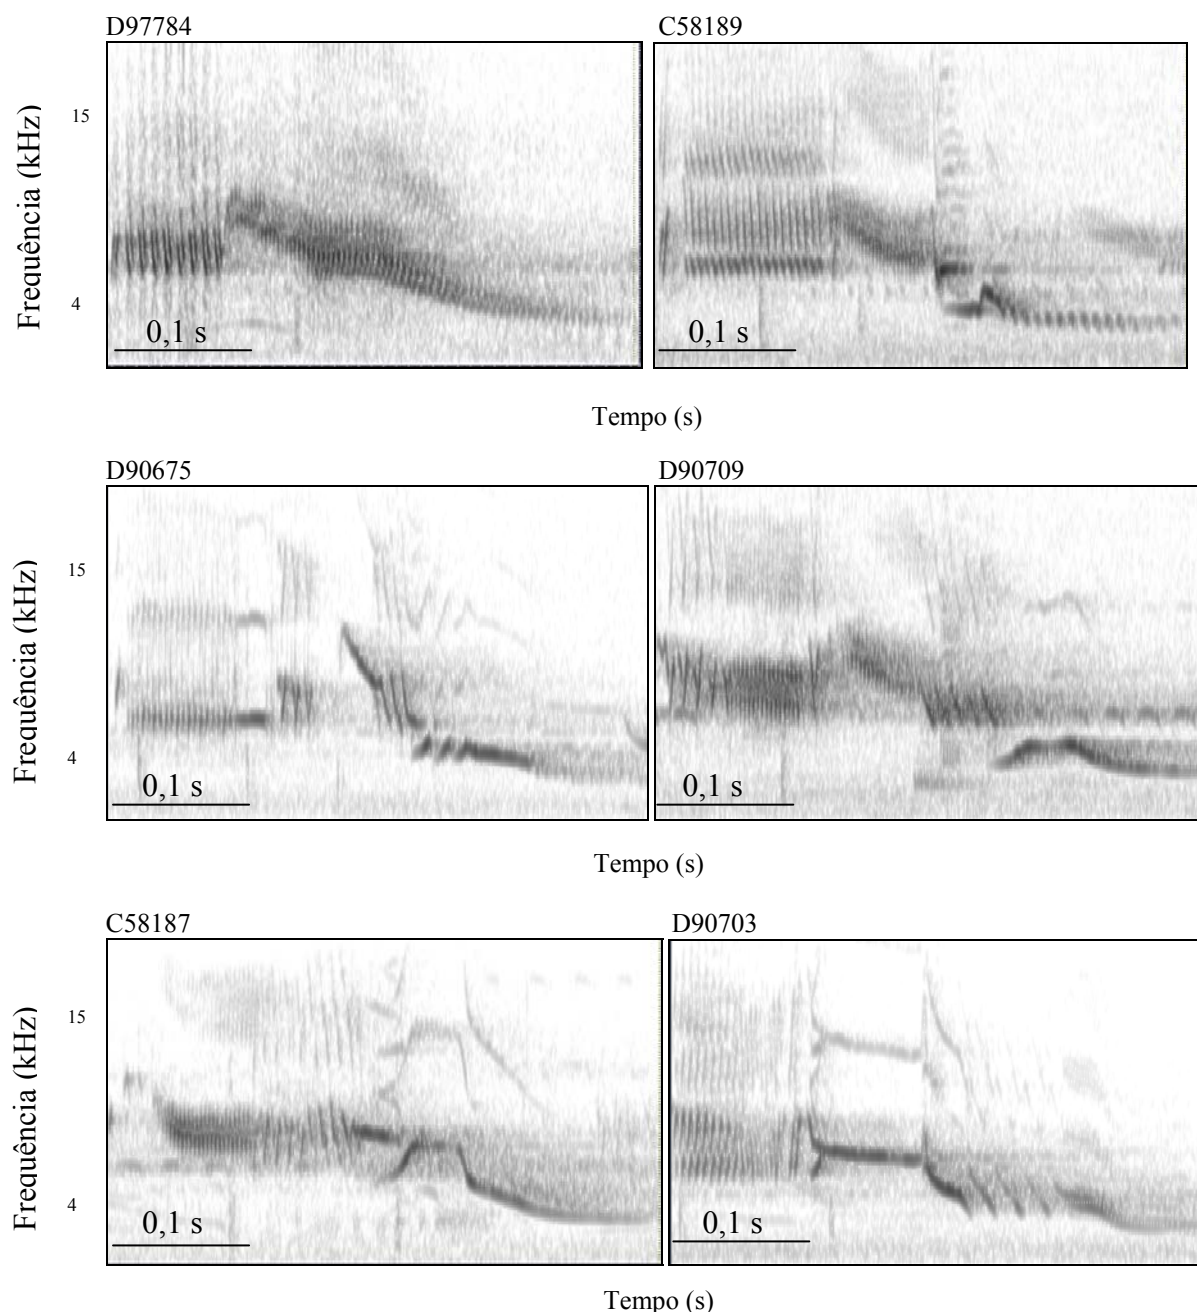 D97784 C58189
Frequência (kHz)
15
4
0,1 s 0,1 s
Tempo (s)
D90675 D90709
Frequência (kHz)
15
4
0,1 s 0,1 s
Tempo (s)
C58187 D90703
Frequência (kHz)
15
4
0,1 s 0,1 s
Tempo (s)